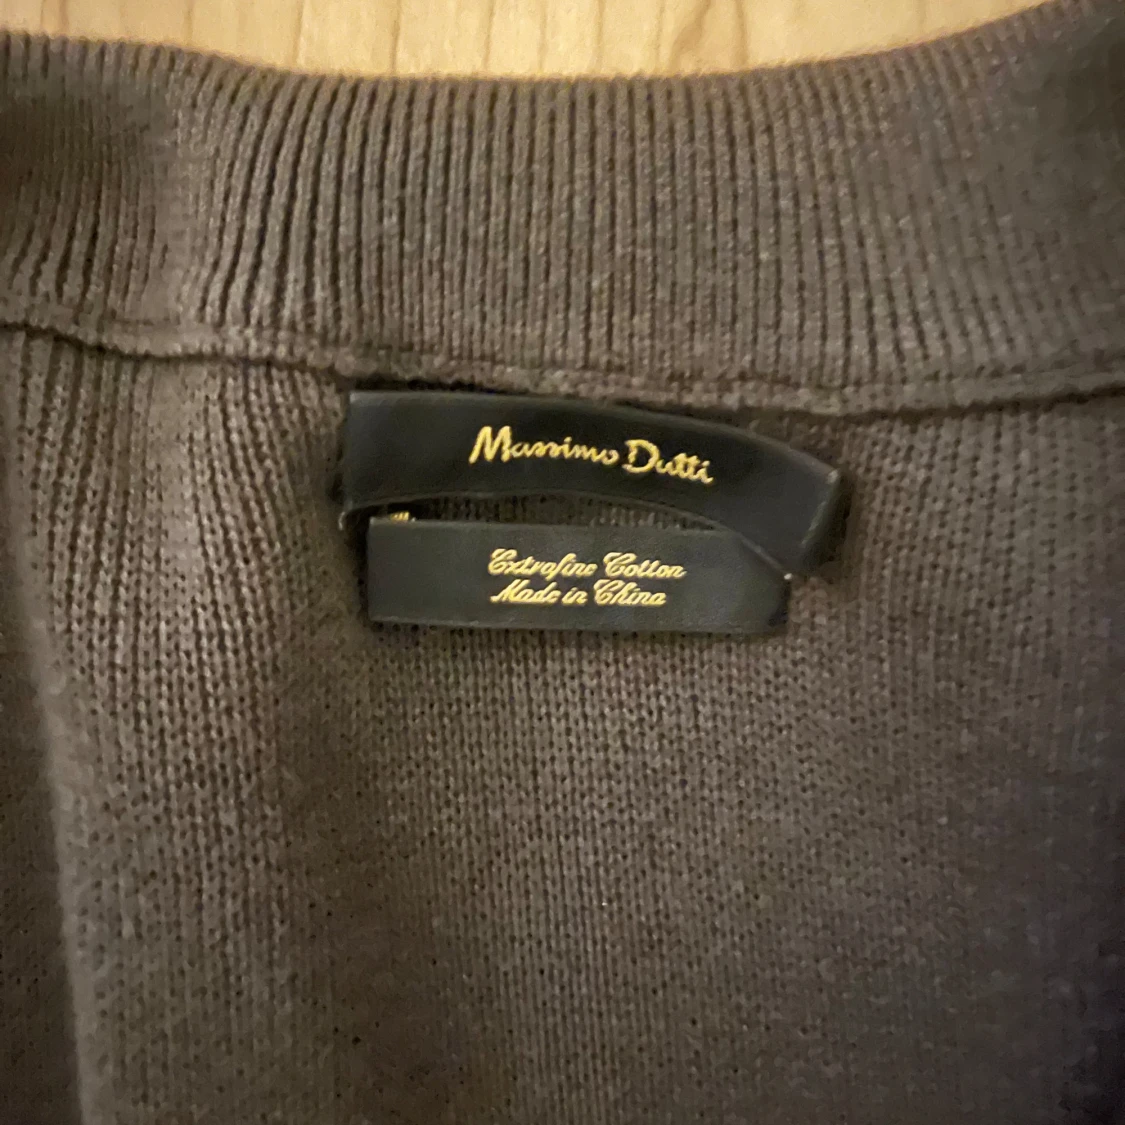 Massimo Dutti
Extrafine Cotton
Made in China